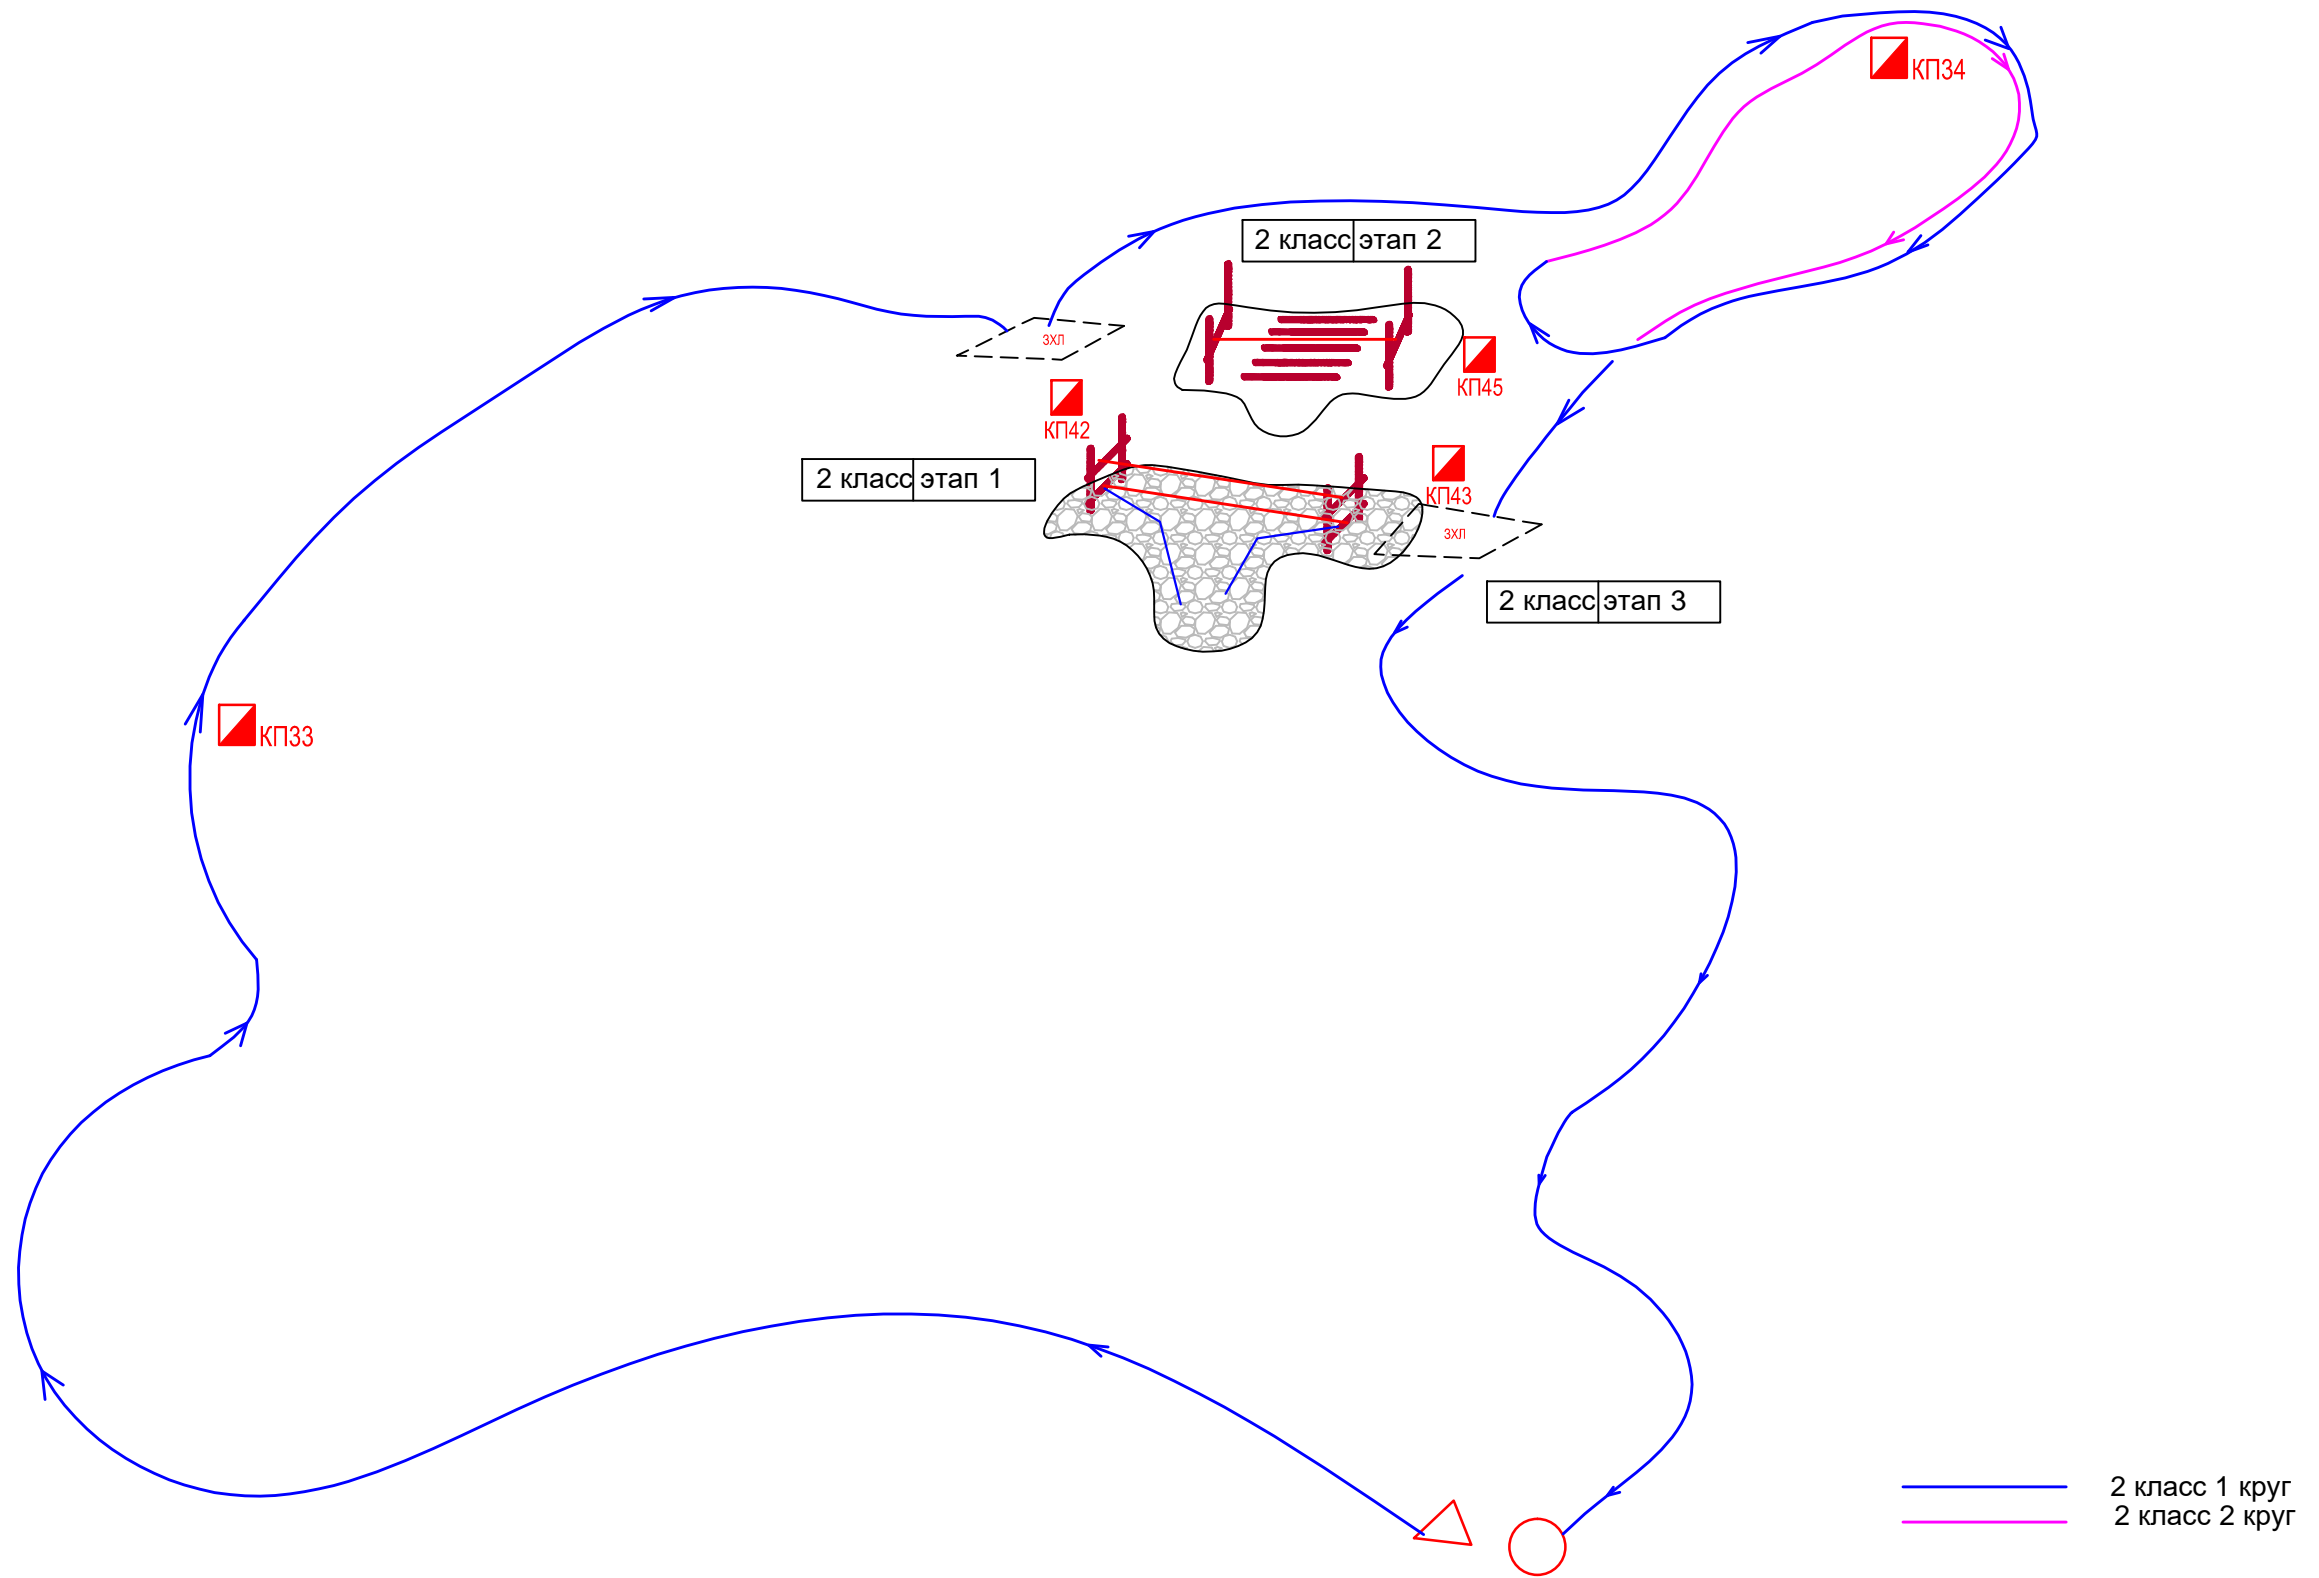 КП34
2 класс этап 2
ЗХЛ
КП45
КП42
2 класс этап 1
КП43
ЗХЛ
2 класс этап 3
КП33
2 класс 1 круг
2 класс 2 круг